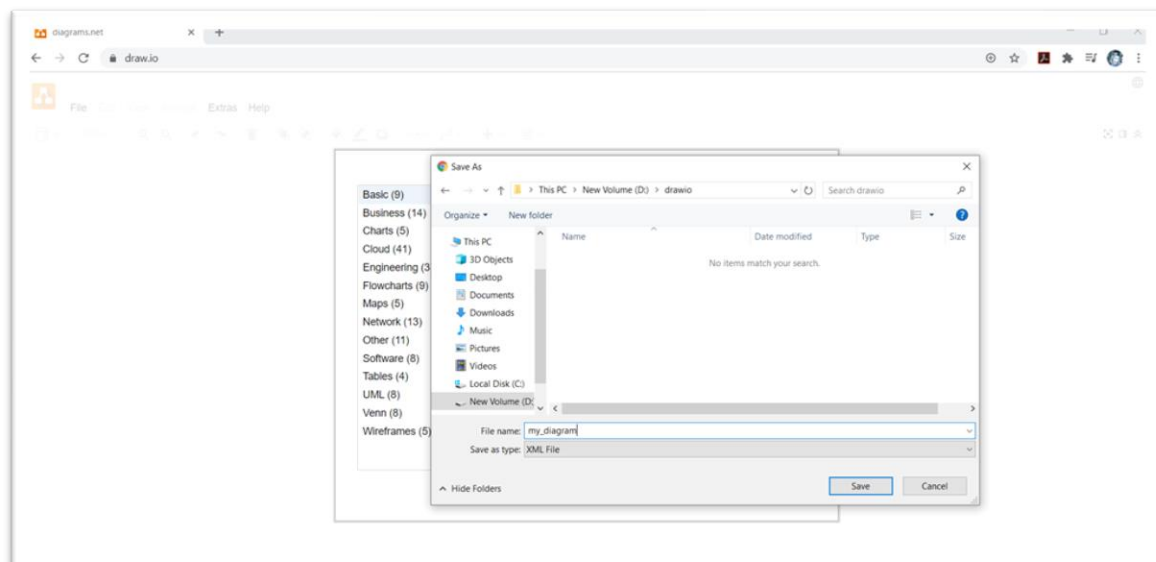 diagrams.net
draw.io
File Extras Help
Save As
This PC > New Volume (D:) > drawio
Search drawio
Organize New folder
Basic (9)
Business (14)
Charts (5)
Cloud (41)
Engineering (3
Flowcharts (9)
Maps (5)
Network (13)
Other (11)
Software (8)
Tables (4)
UML (8)
Venn (8)
Wireframes (5)
This PC
3D Objects
Desktop
Documents
Downloads
Music
Pictures
Videos
Local Disk (C:)
New Volume (D:
Name Date modified Type Size
No items match your search.
File name: my_diagram
Save as type: XML File
Hide Folders
Save Cancel